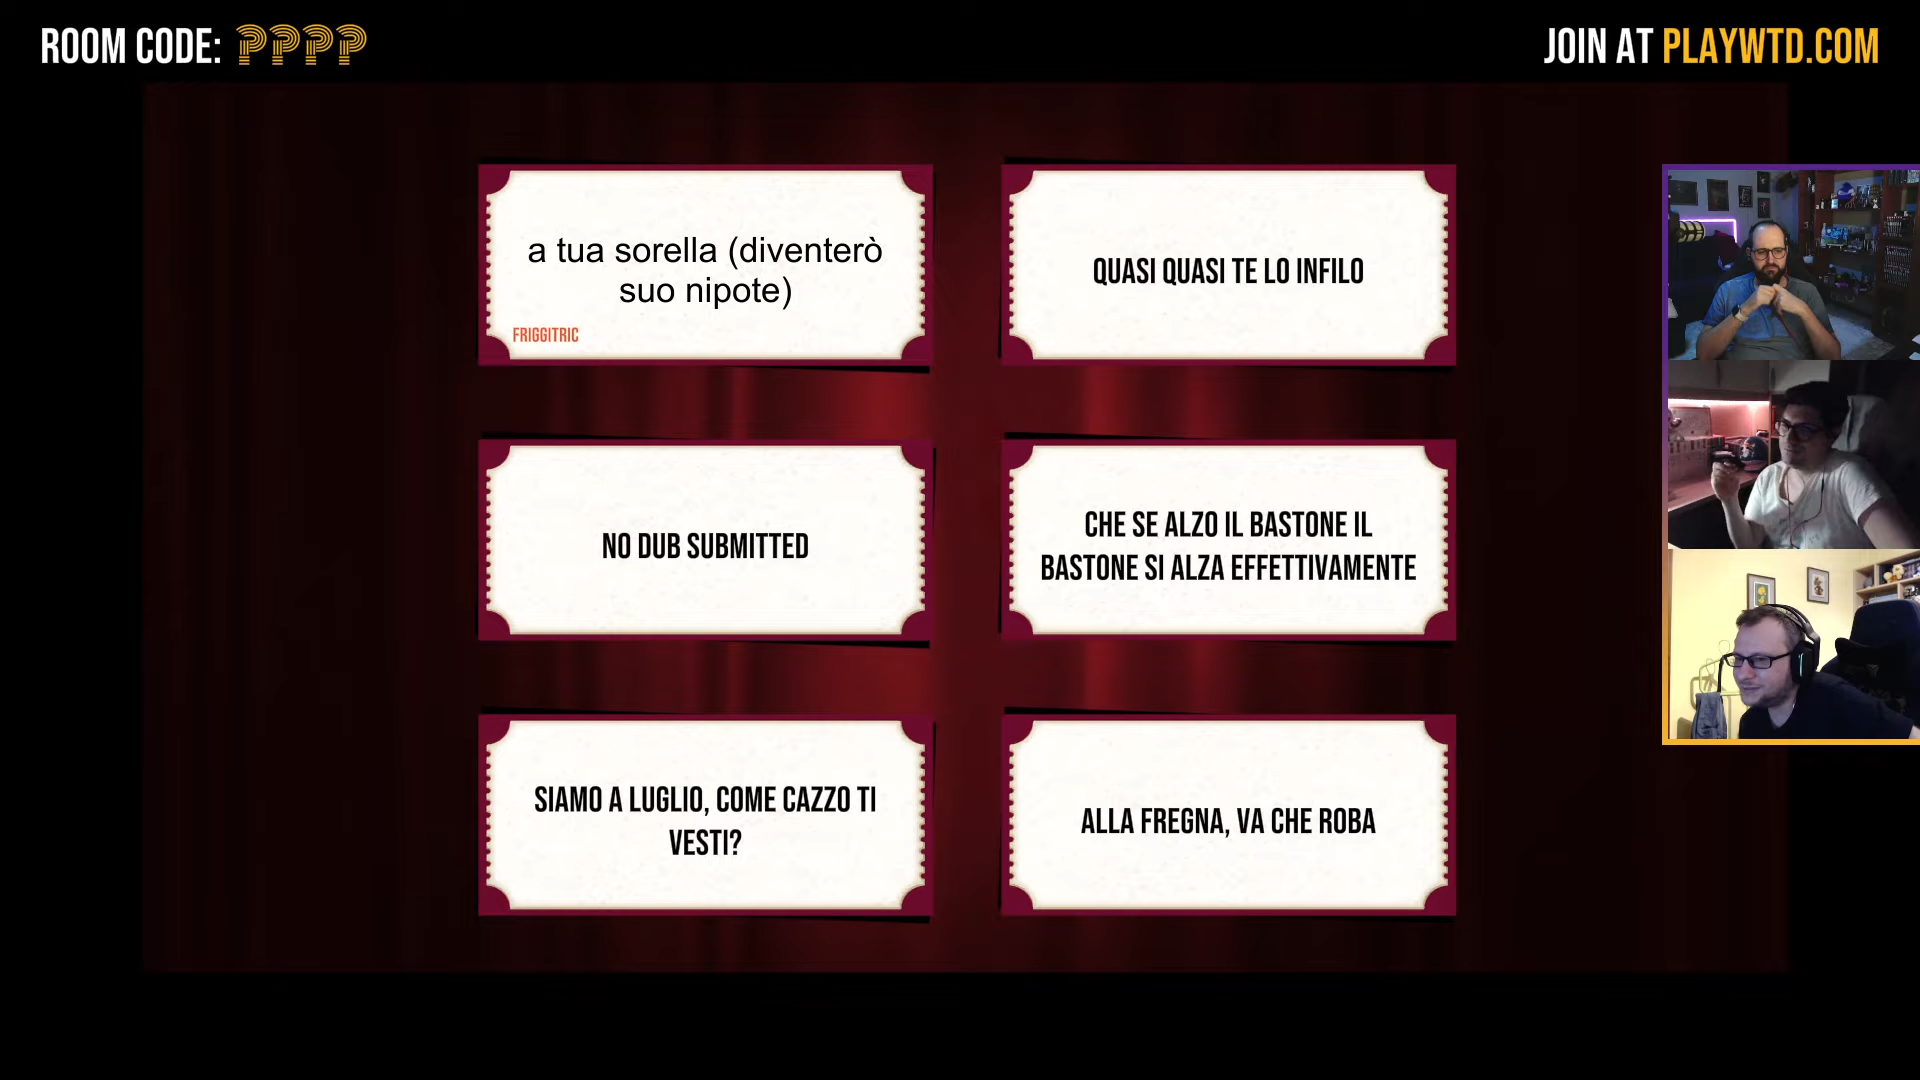 ROOM CODE: ????
JOIN AT PLAYWTD.COM
a tua sorella (diventerò
suo nipote)
FRIGGITRIC
QUASI QUASI TE LO INFILO
NO DUB SUBMITTED
CHE SE ALZO IL BASTONE IL
BASTONE SI ALZA EFFETTIVAMENTE
SIAMO A LUGLIO, COME CAZZO TI
VESTI?
ALLA FREGNA, VA CHE ROBA